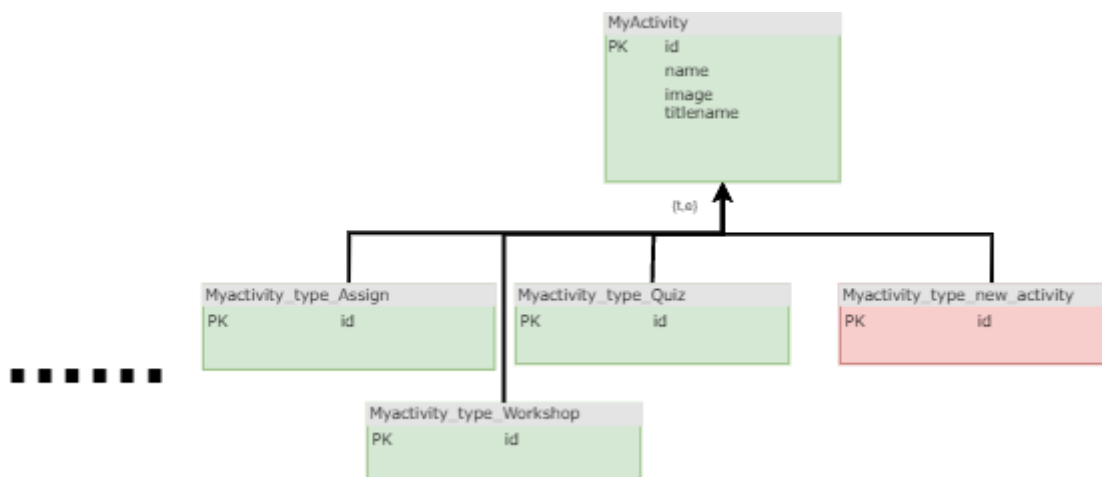 MyActivity
PK id
name
image
titlename
{t,e}
Myactivity_type_Assign
PK id
Myactivity_type_Quiz
PK id
Myactivity_type_new_activity
PK id
Myactivity_type_Workshop
PK id